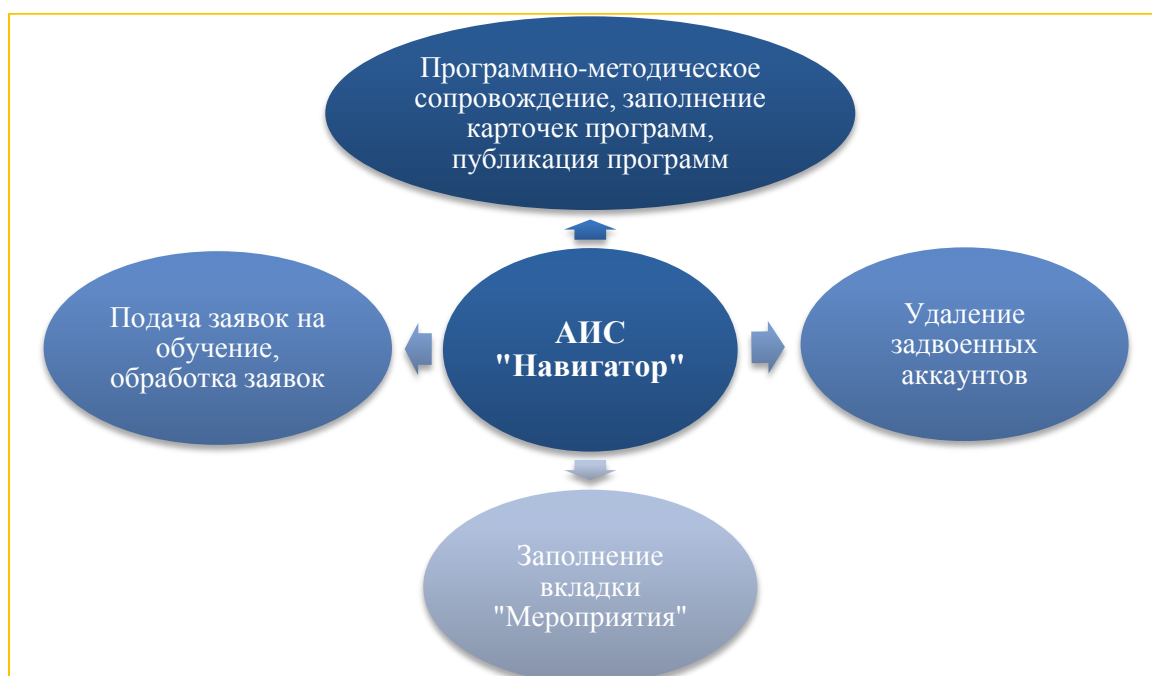 Программно-методическое
сопровождение, заполнение
карточек программ,
публикация программ
Подача заявок на
обучение,
обработка заявок
АИС
"Навигатор"
Удаление
задвоенных
аккаунтов
Заполнение
вкладки
"Мероприятия"